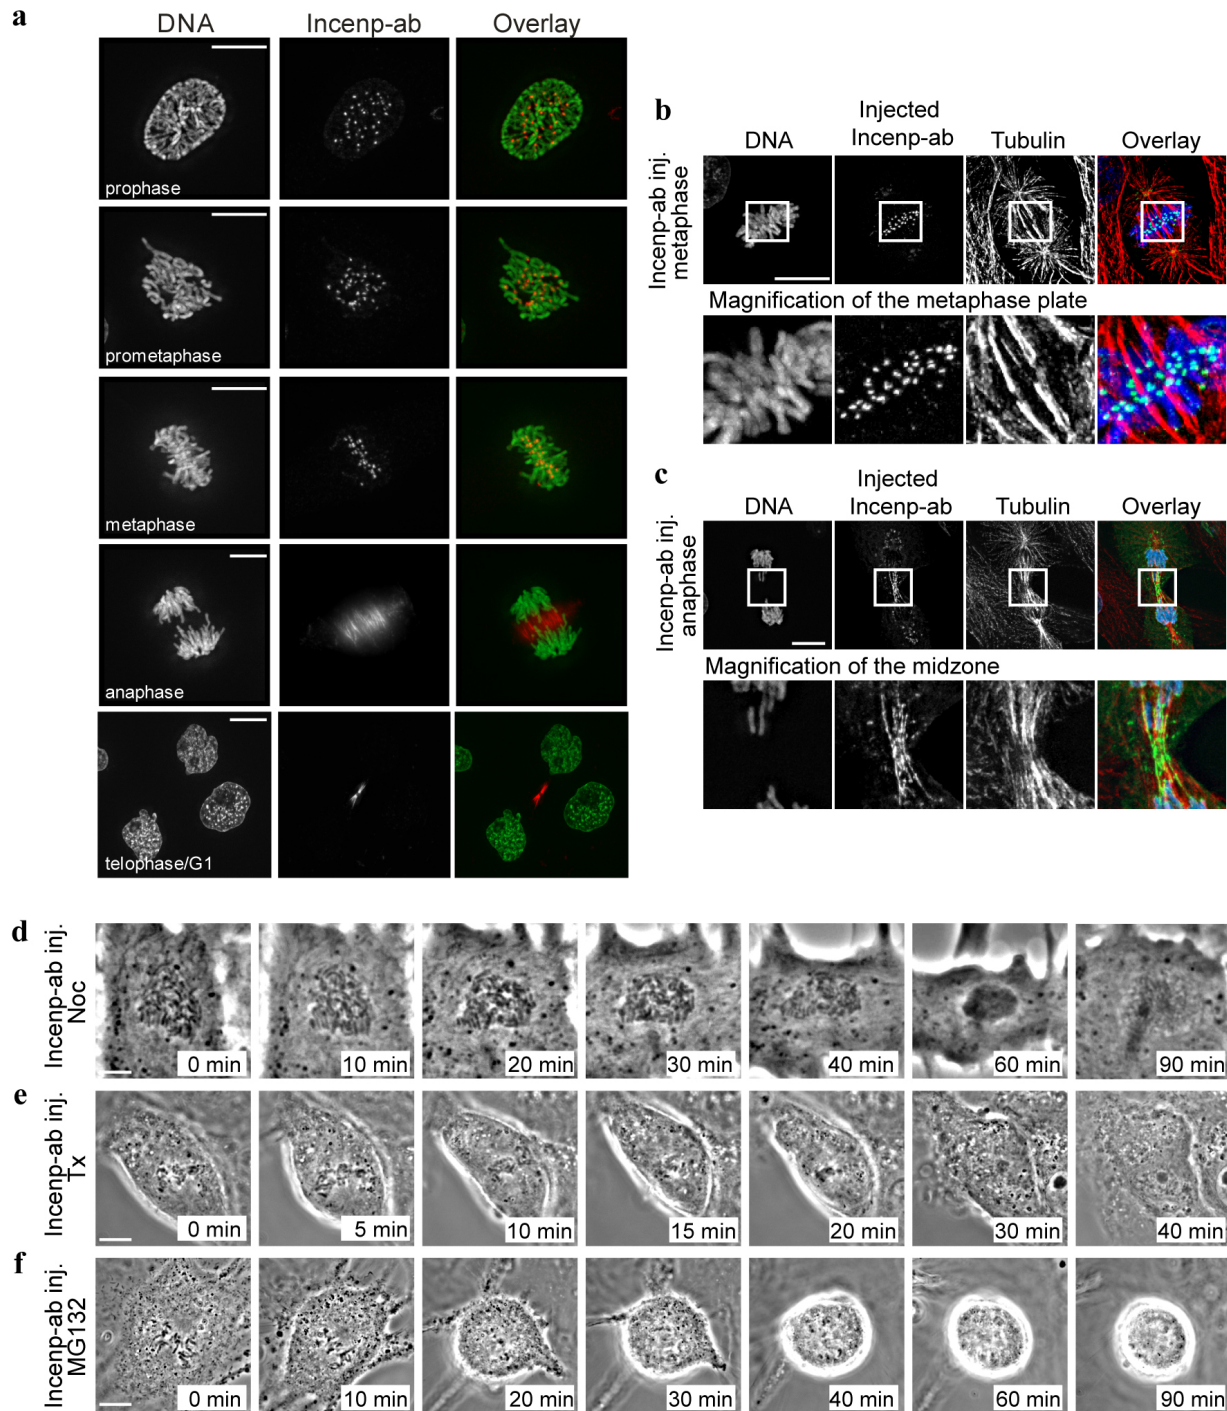 a
DNA Incenp-ab Overlay
prophase
prometaphase
metaphase
anaphase
telophase/G1
b
Incenp-ab inj.
metaphase
DNA Injected Incenp-ab Tubulin Overlay
Magnification of the metaphase plate
c
Incenp-ab inj.
anaphase
DNA Injected Incenp-ab Tubulin Overlay
Magnification of the midzone
d
Incenp-ab inj.
Noc
0 min 10 min 20 min 30 min 40 min 60 min 90 min
e
Incenp-ab inj.
Tx
0 min 5 min 10 min 15 min 20 min 30 min 40 min
f
Incenp-ab inj.
MG132
0 min 10 min 20 min 30 min 40 min 60 min 90 min